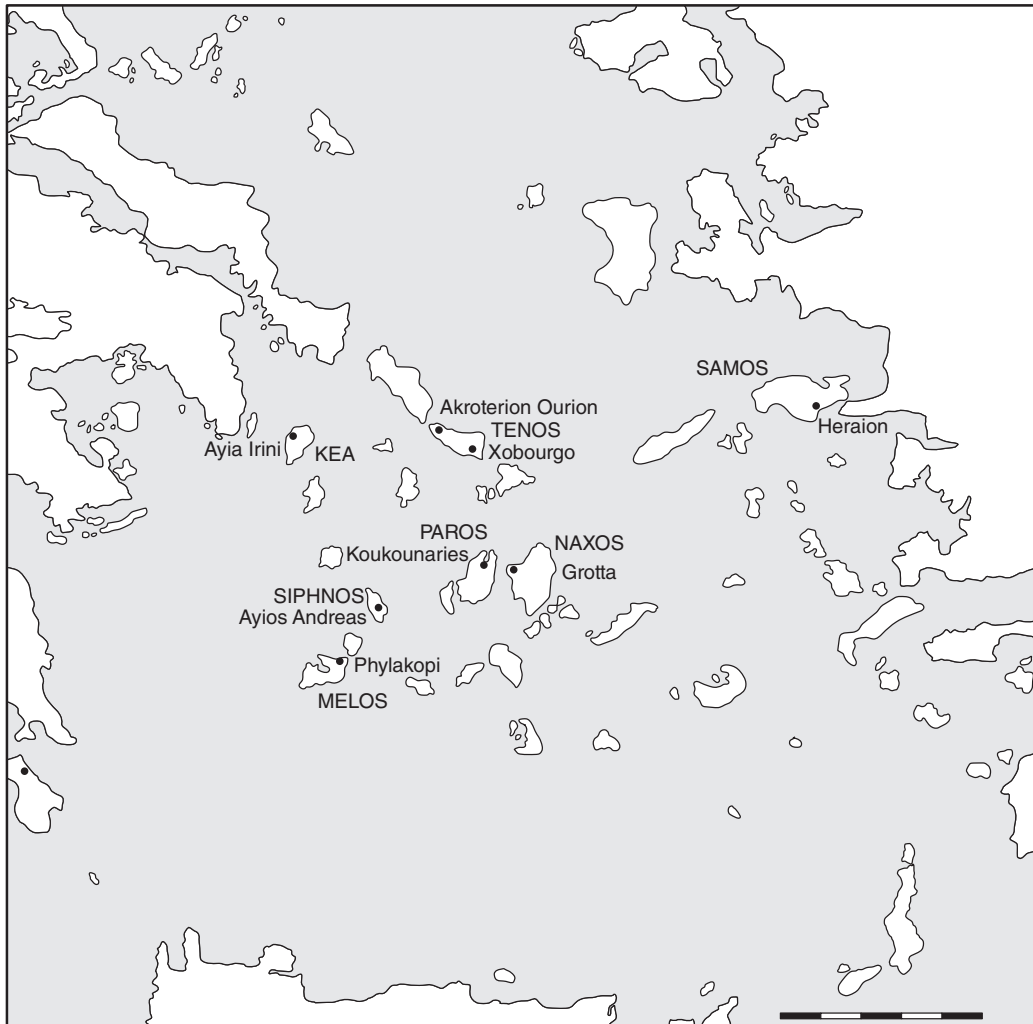 SAMOS
Akroterion Ourion
TENOS
Heraion
Ayia Irini
KEA
Xobourgo
PAROS
NAXOS
Koukounaries
Grotta
SIPHNOS
Ayios Andreas
Phylakopi
MELOS